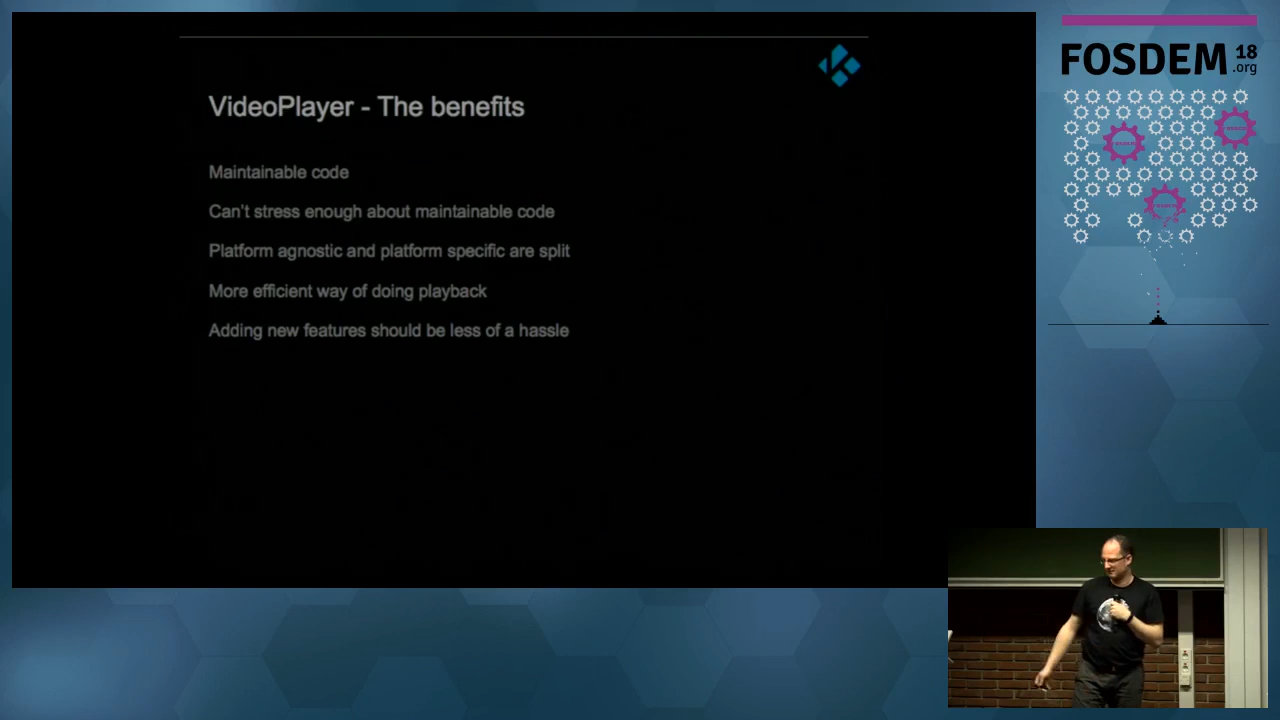 VideoPlayer - The benefits
Maintainable code
Can't stress enough about maintainable code
Platform agnostic and platform specific are split
More efficient way of doing playback
Adding new features should be less of a hassle
FOSDEM 18
.org